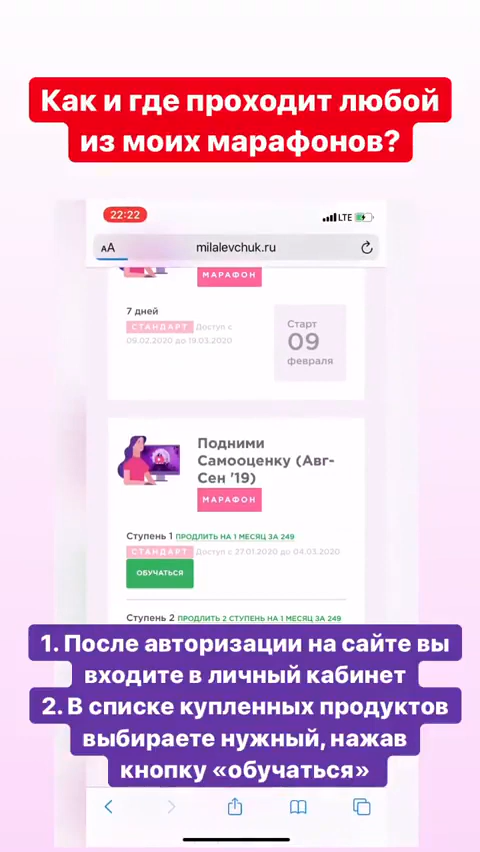 Как и где проходит любой
из моих марафонов?
22:22
LTE
AA
milalevchuk.ru
МАРАФОН
7 дней
СТАНДАРТ Доступ с
09.02.2020 до 19.03.2020
Старт
09
февраля
Подними
Самооценку (Авг-
Сен '19)
МАРАФОН
Ступень 1 ПРОДЛИТЬ НА 1 МЕСЯЦ ЗА 249
СТАНДАРТ Доступ с 27.01.2020 до 04.03.2020
ОБУЧАТЬСЯ
Ступень 2 ПРОДЛИТЬ 2 СТУПЕНЬ НА 1 МЕСЯЦ ЗА 249
1. После авторизации на сайте вы
входите в личный кабинет
2. В списке купленных продуктов
выбираете нужный, нажав
кнопку «обучаться»